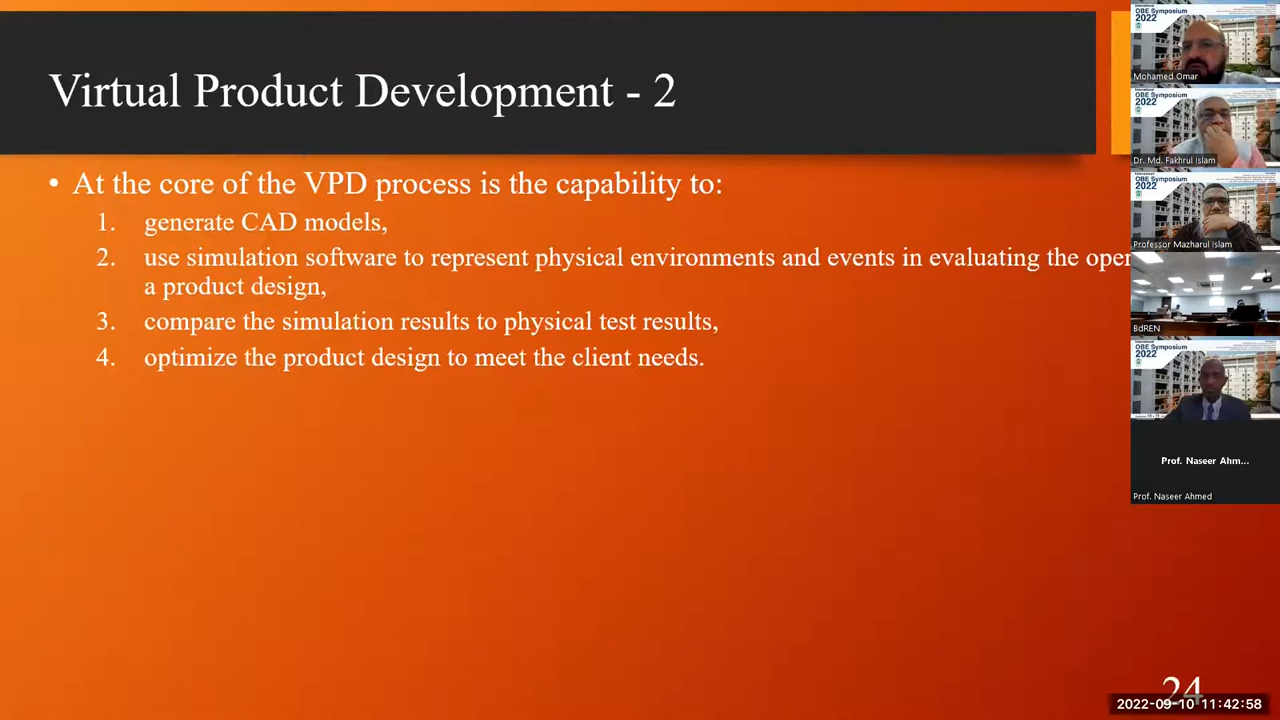 Virtual Product Development - 2
• At the core of the VPD process is the capability to:
1. generate CAD models,
2. use simulation software to represent physical environments and events in evaluating the
a product design,
3. compare the simulation results to physical test results,
4. optimize the product design to meet the client needs.
24
2022-09-10 11:42:58
International
OBE Symposium
2022
Mohamed Omar
OBE Symposium
2022
Dr. Md. Fakhrul Islam
OBE Symposium
2022
Professor Mazharul Islam
BdREN
OBE Symposium
2022
Prof. Naseer Ahm...
Prof. Naseer Ahmed